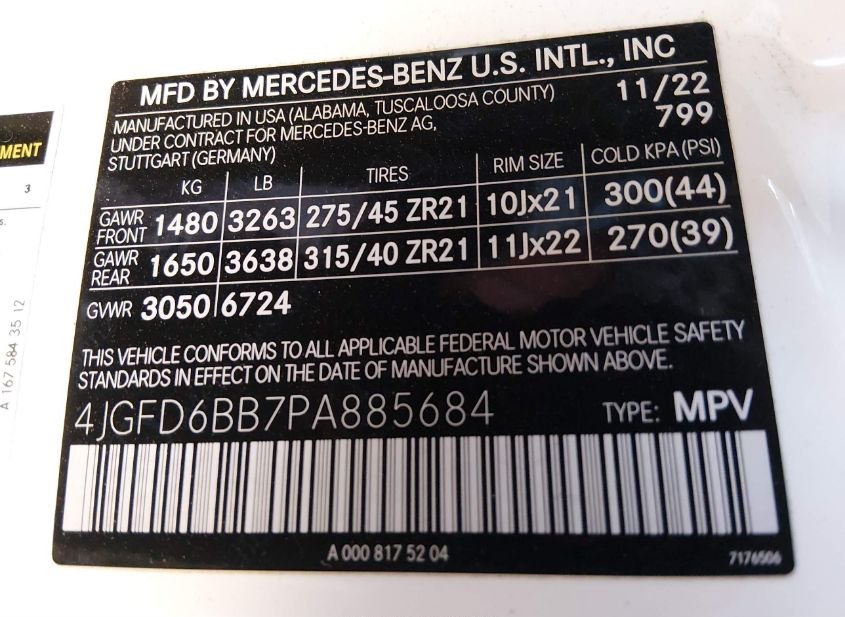 MFD BY MERCEDES-BENZ U.S. INTL., INC
MANUFACTURED IN USA (ALABAMA, TUSCALOOSA COUNTY) 11/22
UNDER CONTRACT FOR MERCEDES-BENZ AG, 799
STUTTGART (GERMANY)
KG LB TIRES RIM SIZE COLD KPA (PSI)
GAWR FRONT 1480 3263 275/45 ZR21 10Jx21 300(44)
GAWR REAR 1650 3638 315/40 ZR21 11Jx22 270(39)
GVWR 3050 6724
THIS VEHICLE CONFORMS TO ALL APPLICABLE FEDERAL MOTOR VEHICLE SAFETY
STANDARDS IN EFFECT ON THE DATE OF MANUFACTURE SHOWN ABOVE.
4JGFD6BB7PA885684 TYPE: MPV
A 000 817 52 04 7176506
MENT
3
s.
A 167 584 35 12